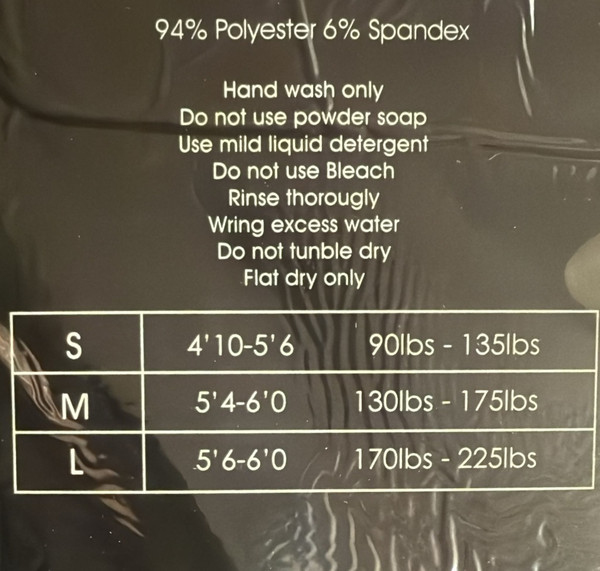 94% Polyester 6% Spandex
Hand wash only
Do not use powder soap
Use mild liquid detergent
Do not use Bleach
Rinse thorougly
Wring excess water
Do not tunble dry
Flat dry only
S 4'10-5'6 90lbs - 135lbs
M 5'4-6'0 130lbs - 175lbs
L 5'6-6'0 170lbs - 225lbs